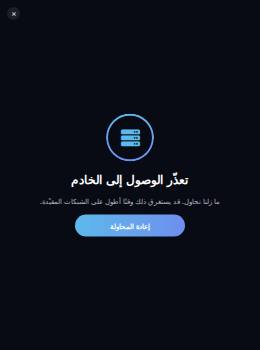 تعذّر الوصول إلى الخادم
ما زلنا نحاول. قد يستغرق ذلك وقتًا أطول على الشبكات المقيّدة.
إعادة المحاولة